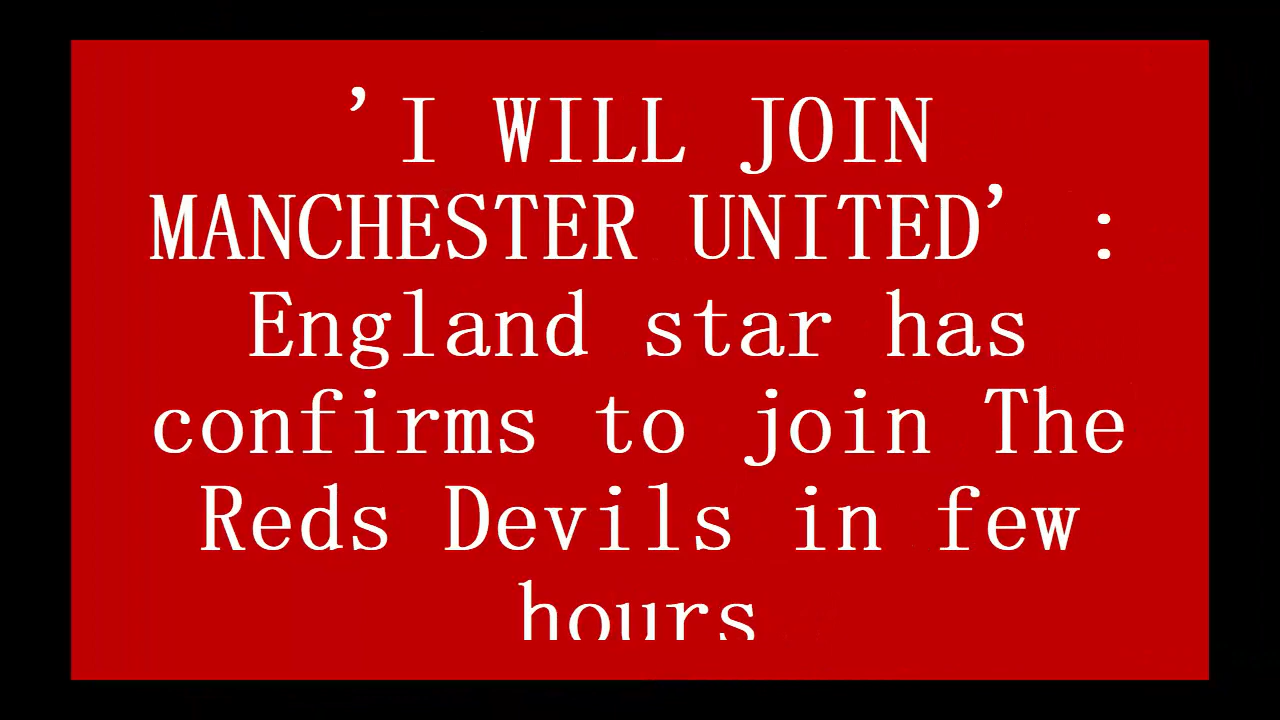 ’I WILL JOIN
MANCHESTER UNITED’ :
England star has
confirms to join The
Reds Devils in few
hours